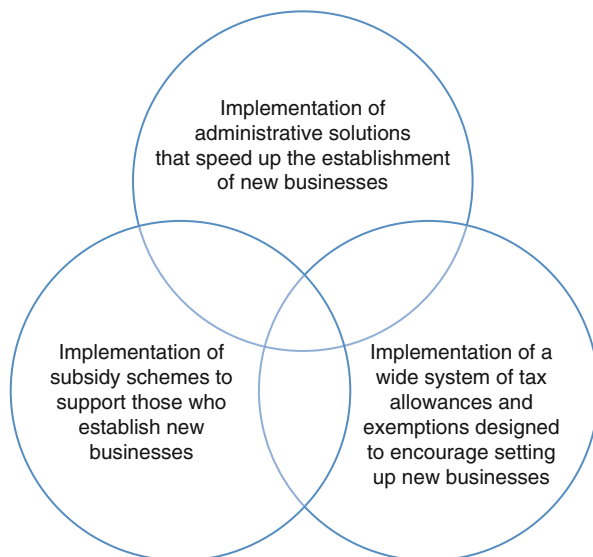 Implementation of
administrative solutions
that speed up the establishment
of new businesses
Implementation of
subsidy schemes to
support those who
establish new
businesses
Implementation of a
wide system of tax
allowances and
exemptions designed
to encourage setting
up new businesses